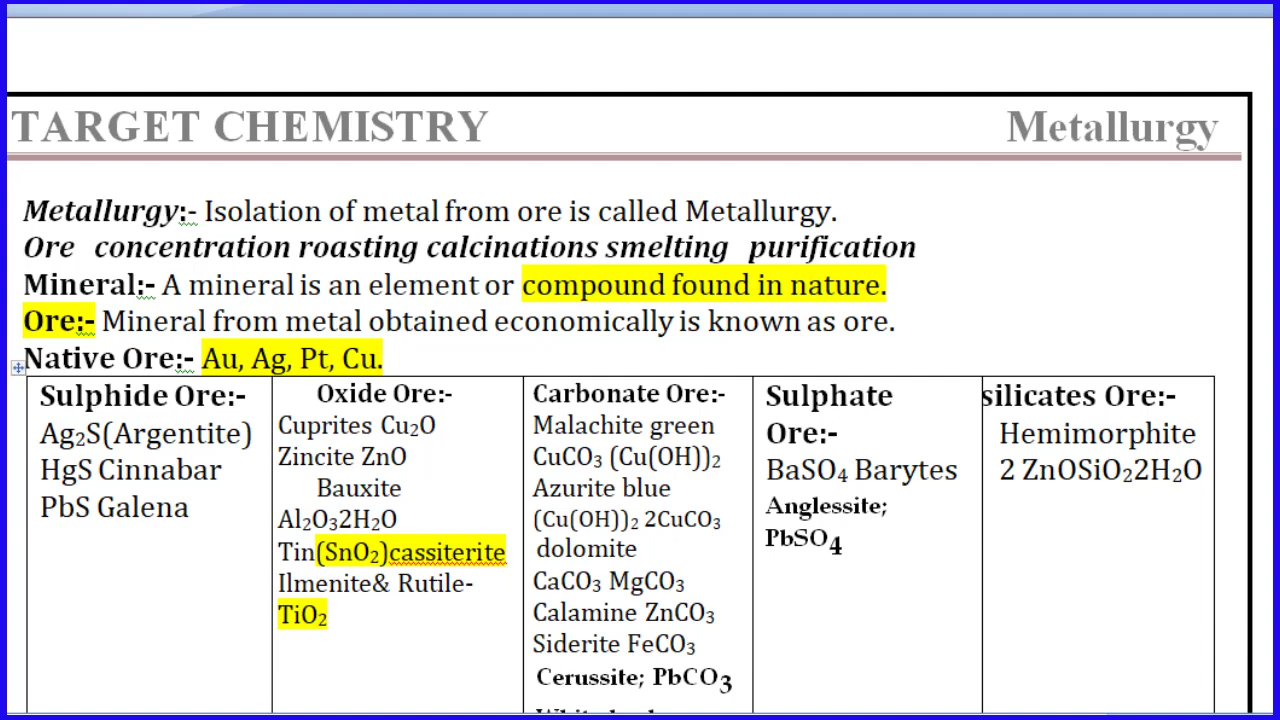 TARGET CHEMISTRY Metallurgy
Metallurgy:- Isolation of metal from ore is called Metallurgy.
Ore concentration roasting calcinations smelting purification
Mineral:- A mineral is an element or compound found in nature.
Ore:- Mineral from metal obtained economically is known as ore.
Native Ore:- Au, Ag, Pt, Cu.
Sulphide Ore:-
Ag₂S(Argentite)
HgS Cinnabar
PbS Galena
Oxide Ore:-
Cuprites Cu₂O
Zincite ZnO
Bauxite
Al₂O₃2H₂O
Tin(SnO₂)cassiterite
Ilmenite& Rutile-
TiO₂
Carbonate Ore:-
Malachite green
CuCO₃ (Cu(OH))₂
Azurite blue
(Cu(OH))₂ 2CuCO₃
dolomite
CaCO₃ MgCO₃
Calamine ZnCO₃
Siderite FeCO₃
Cerussite; PbCO₃
Sulphate
Ore:-
BaSO₄ Barytes
Anglessite;
PbSO₄
silicates Ore:-
Hemimorphite
2 ZnOSiO₂2H₂O